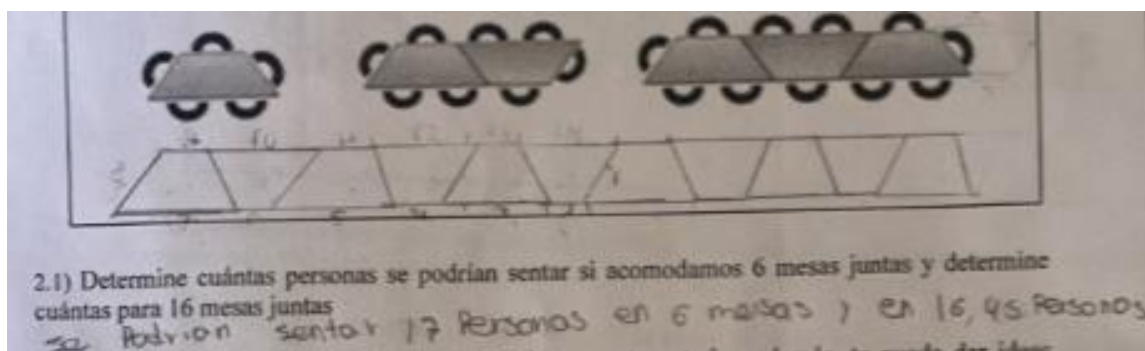 2.1) Determine cuántas personas se podrían sentar si acomodamos 6 mesas juntas y determine
cuántas para 16 mesas juntas
se Podrion sentar 17 Personas en 6 mesas y en 16, 45 Personas